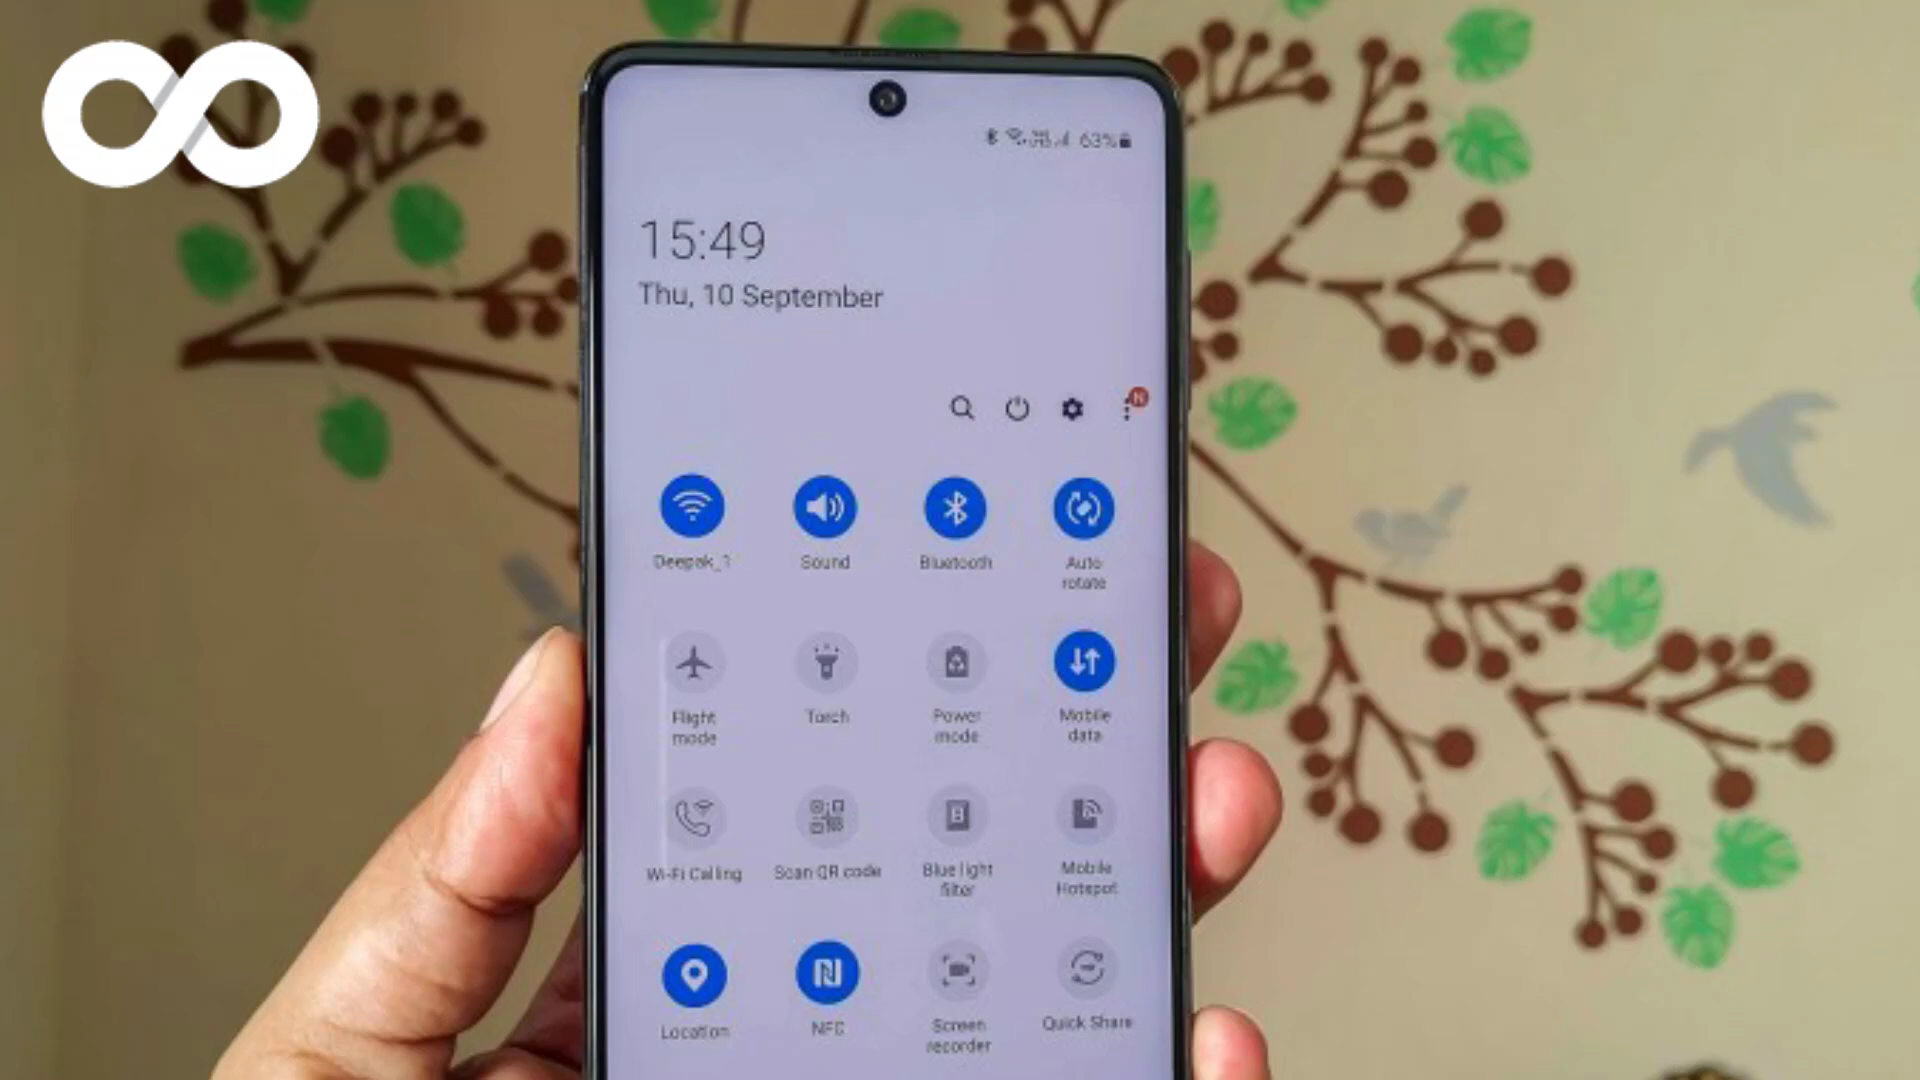 63%
15:49
Thu, 10 September
N
Deepak_1
Sound
Bluetooth
Auto
rotate
Flight
mode
Torch
Power
mode
Mobile
data
Wi-Fi Calling
Scan QR code
Blue light
filter
Mobile
Hotspot
Location
NFC
Screen
recorder
Quick Share